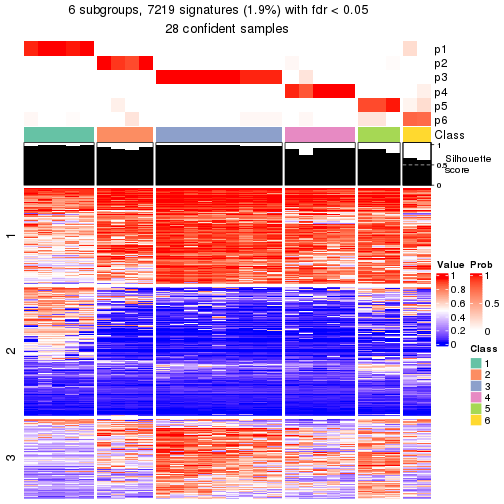 6 subgroups, 7219 signatures (1.9%) with fdr < 0.05
28 confident samples
p1
p2
p3
p4
p5
p6
Class
1
0.5
0
Silhouette
score
1
2
3
Value
1
0.8
0.6
0.4
0.2
0
Prob
1
0.5
0
Class
1
2
3
4
5
6